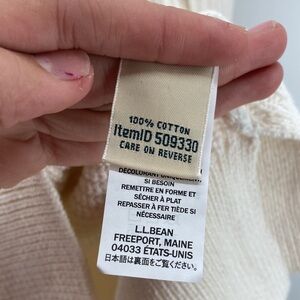 100% COTTON
ItemID 509330
CARE ON REVERSE
DÉCOLORANT UNIQUEMENT
SI BESOIN
REMETTRE EN FORME ET
SÉCHER À PLAT
REPASSER À FER TIÈDE SI
NÉCESSAIRE
L.L.BEAN
FREEPORT, MAINE
04033 ÉTATS-UNIS
日本語は裏面をご覧ください。